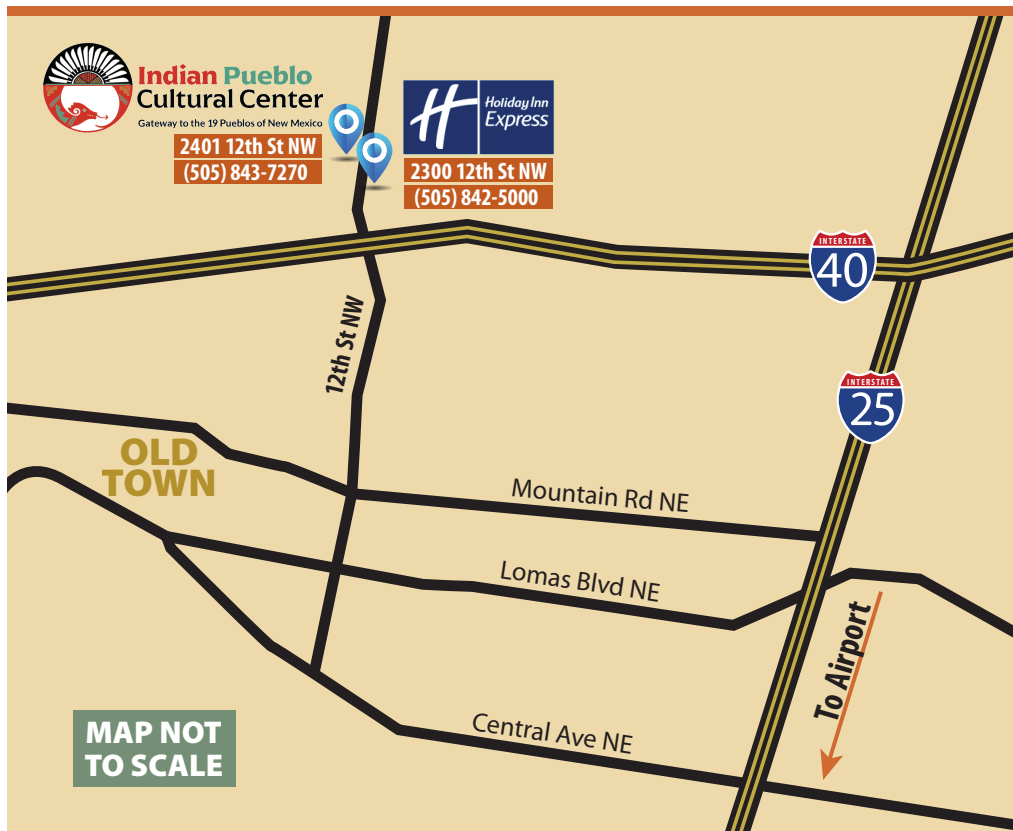 Indian Pueblo
Cultural Center
Gateway to the 19 Pueblos of New Mexico
2401 12th St NW
(505) 843-7270
Holiday Inn
Express
2300 12th St NW
(505) 842-5000
INTERSTATE
40
12th St NW
INTERSTATE
25
OLD
TOWN
Mountain Rd NE
Lomas Blvd NE
To Airport
Central Ave NE
MAP NOT
TO SCALE